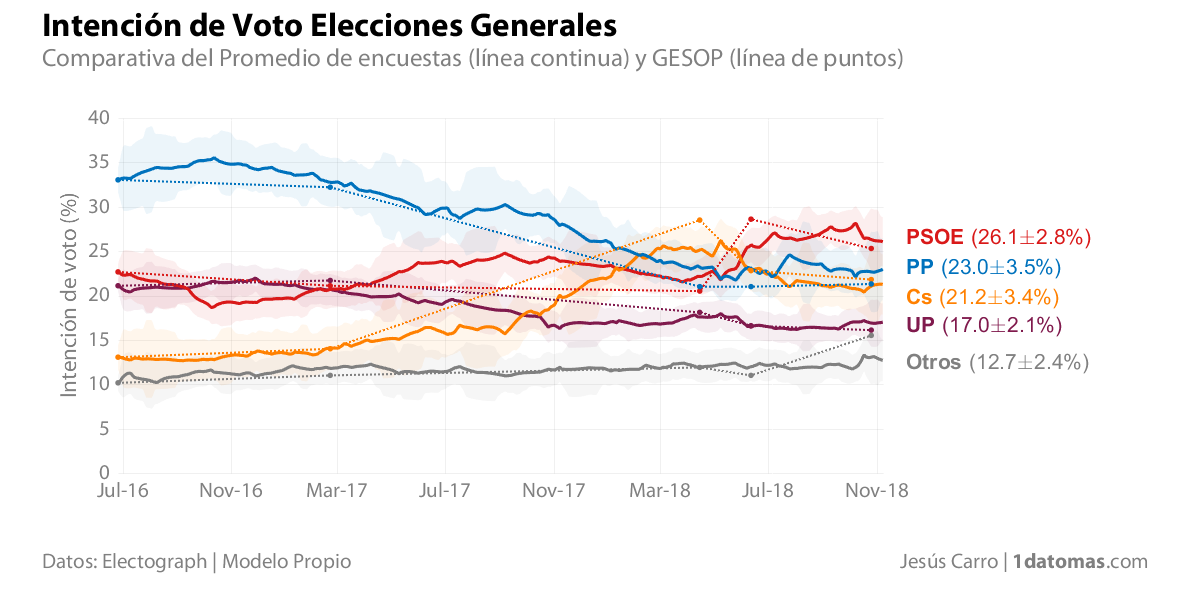 Intención de Voto Elecciones Generales
Comparativa del Promedio de encuestas (línea continua) y GESOP (línea de puntos)
Intención de voto (%)
40
35
30
25
20
15
10
5
0
Jul-16 Nov-16 Mar-17 Jul-17 Nov-17 Mar-18 Jul-18 Nov-18
PSOE (26.1±2.8%)
PP (23.0±3.5%)
Cs (21.2±3.4%)
UP (17.0±2.1%)
Otros (12.7±2.4%)
Datos: Electograph | Modelo Propio
Jesús Carro | 1datomas.com